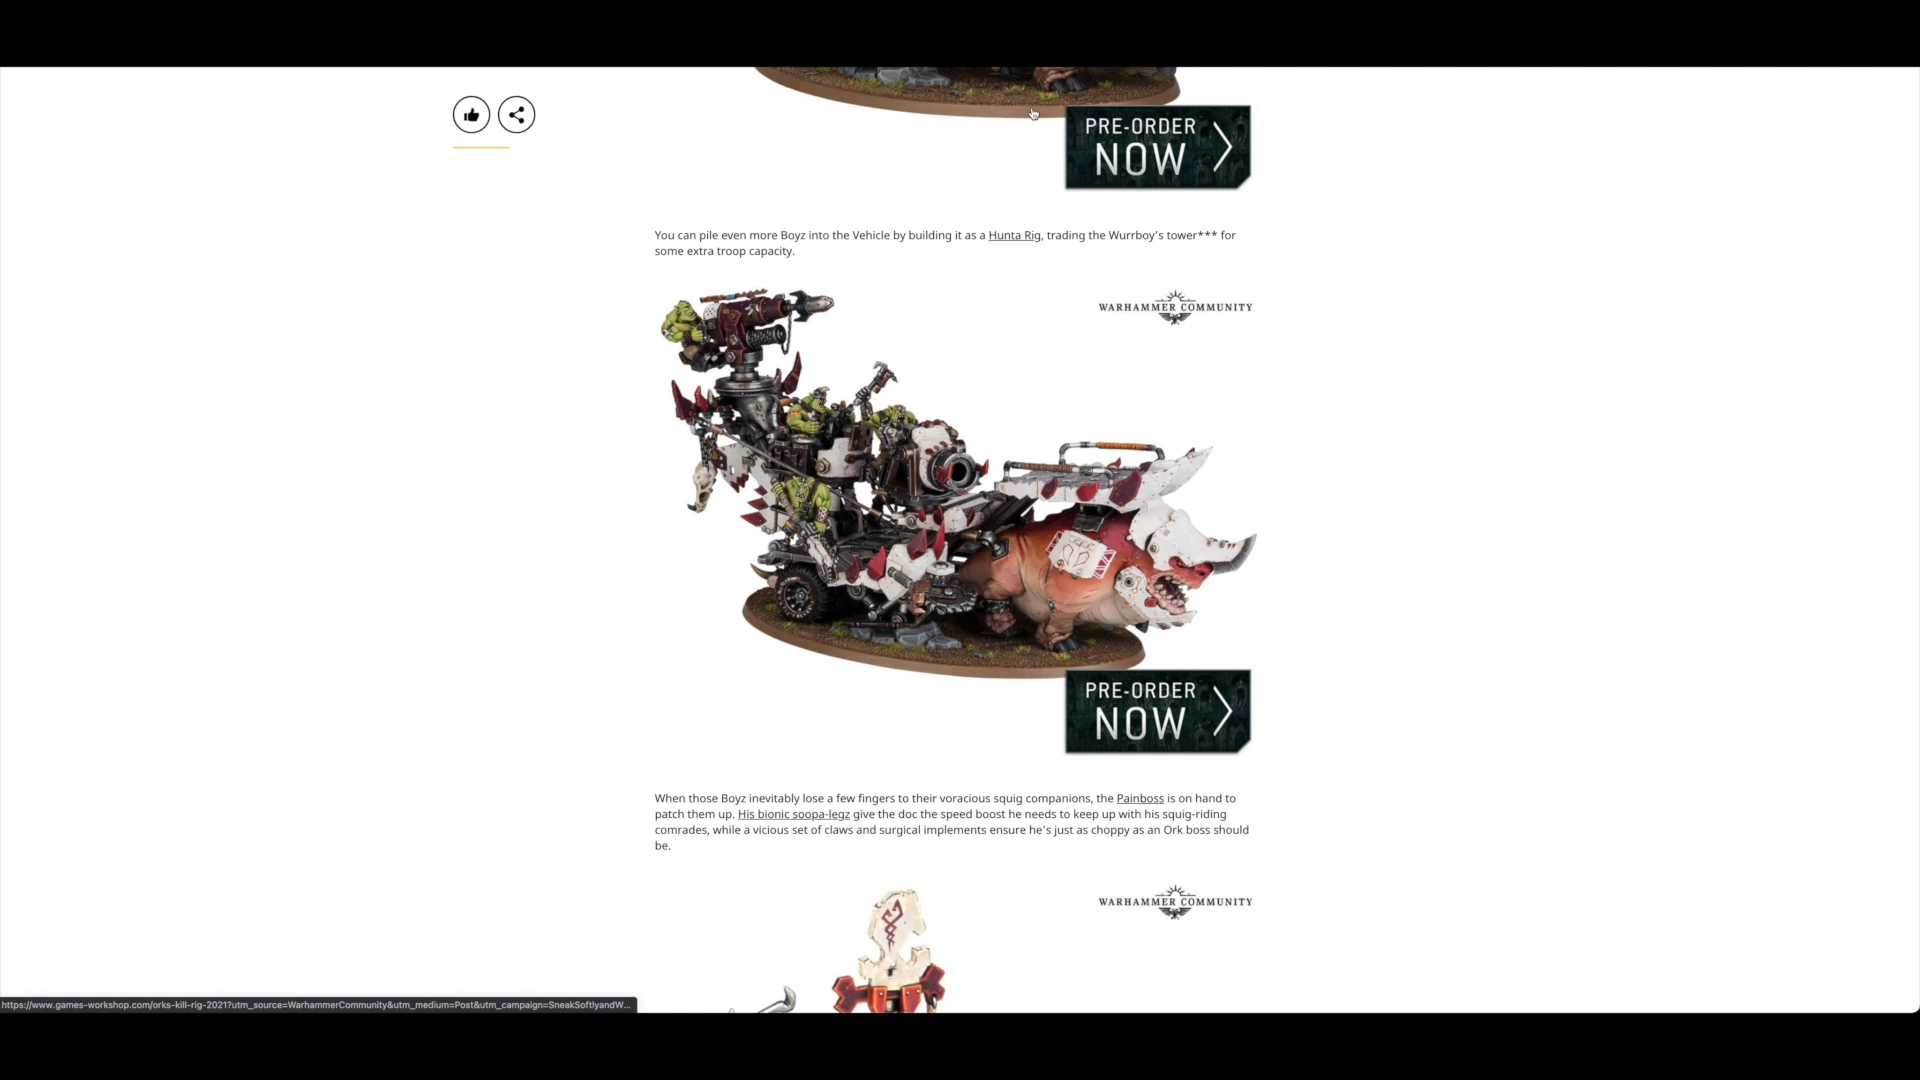 PRE-ORDER
NOW
You can pile even more Boyz into the Vehicle by building it as a Hunta Rig, trading the Wurrboy’s tower*** for
some extra troop capacity.
WARHAMMER COMMUNITY
PRE-ORDER
NOW
When those Boyz inevitably lose a few fingers to their voracious squig companions, the Painboss is on hand to
patch them up. His bionic soopa-legz give the doc the speed boost he needs to keep up with his squig-riding
comrades, while a vicious set of claws and surgical implements ensure he’s just as choppy as an Ork boss should
be.
WARHAMMER COMMUNITY
https://www.games-workshop.com/orks-kill-rig-2021?utm_source=WarhammerCommunity&utm_medium=Post&utm_campaign=SneakSoftlyandW...